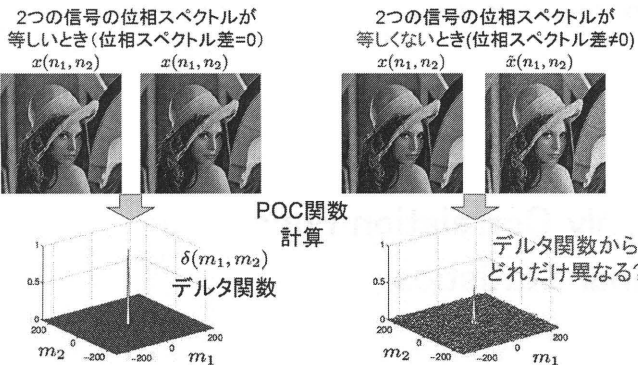 2つの信号の位相スペクトルが
等しいとき(位相スペクトル差=0)
x(n₁, n₂)
x(n₁, n₂)
2つの信号の位相スペクトルが
等しくないとき(位相スペクトル差≠0)
x(n₁, n₂)
x̃(n₁, n₂)
POC関数
計算
1
0.5
0
200
0
-200
m₂
-200
0
200
m₁
δ(m₁, m₂)
デルタ関数
1
0.5
0
200
0
-200
m₂
-200
0
200
m₁
デルタ関数から
どれだけ異なる?